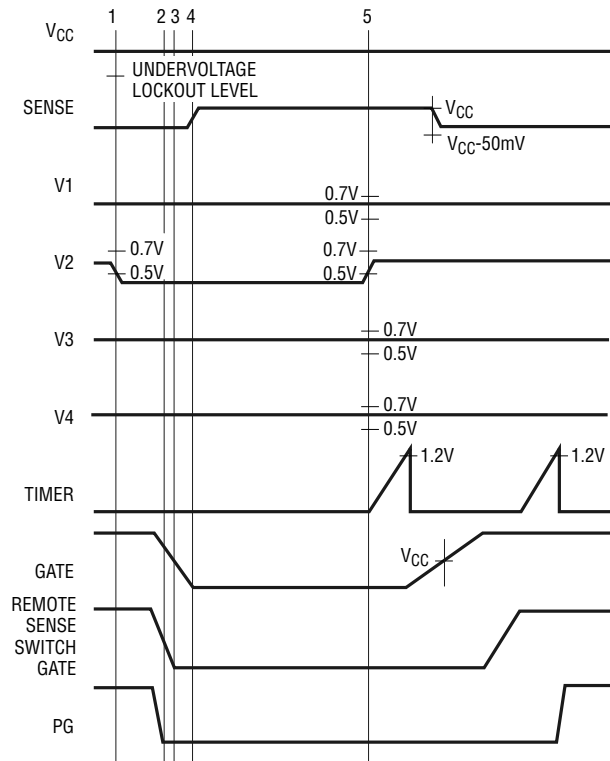 1 2 3 4 5
VCC
UNDERVOLTAGE
LOCKOUT LEVEL
SENSE
VCC
VCC-50mV
V1
0.7V
0.5V
V2
0.7V
0.5V
0.7V
0.5V
V3
0.7V
0.5V
V4
0.7V
0.5V
TIMER
1.2V
1.2V
GATE
VCC
REMOTE
SENSE
SWITCH
GATE
PG